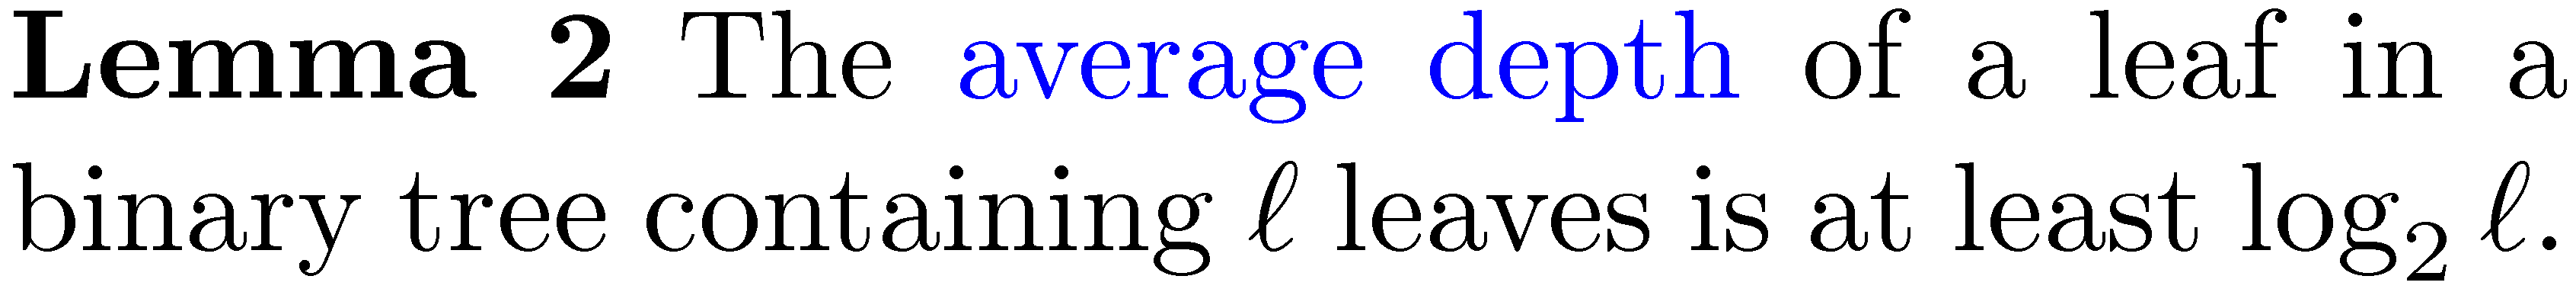 Lemma 2 The average depth of a leaf in a
binary tree containing ℓ leaves is at least log₂ ℓ.